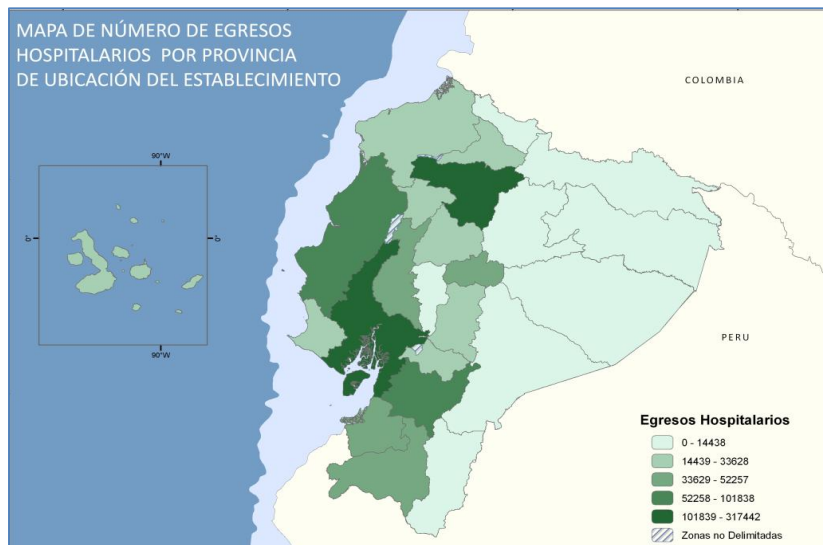 MAPA DE NÚMERO DE EGRESOS
HOSPITALARIOS POR PROVINCIA
DE UBICACIÓN DEL ESTABLECIMIENTO
COLOMBIA
90°W
0°
0°
90°W
PERU
Egresos Hospitalarios
0 - 14438
14439 - 33628
33629 - 52257
52258 - 101838
101839 - 317442
Zonas no Delimitadas